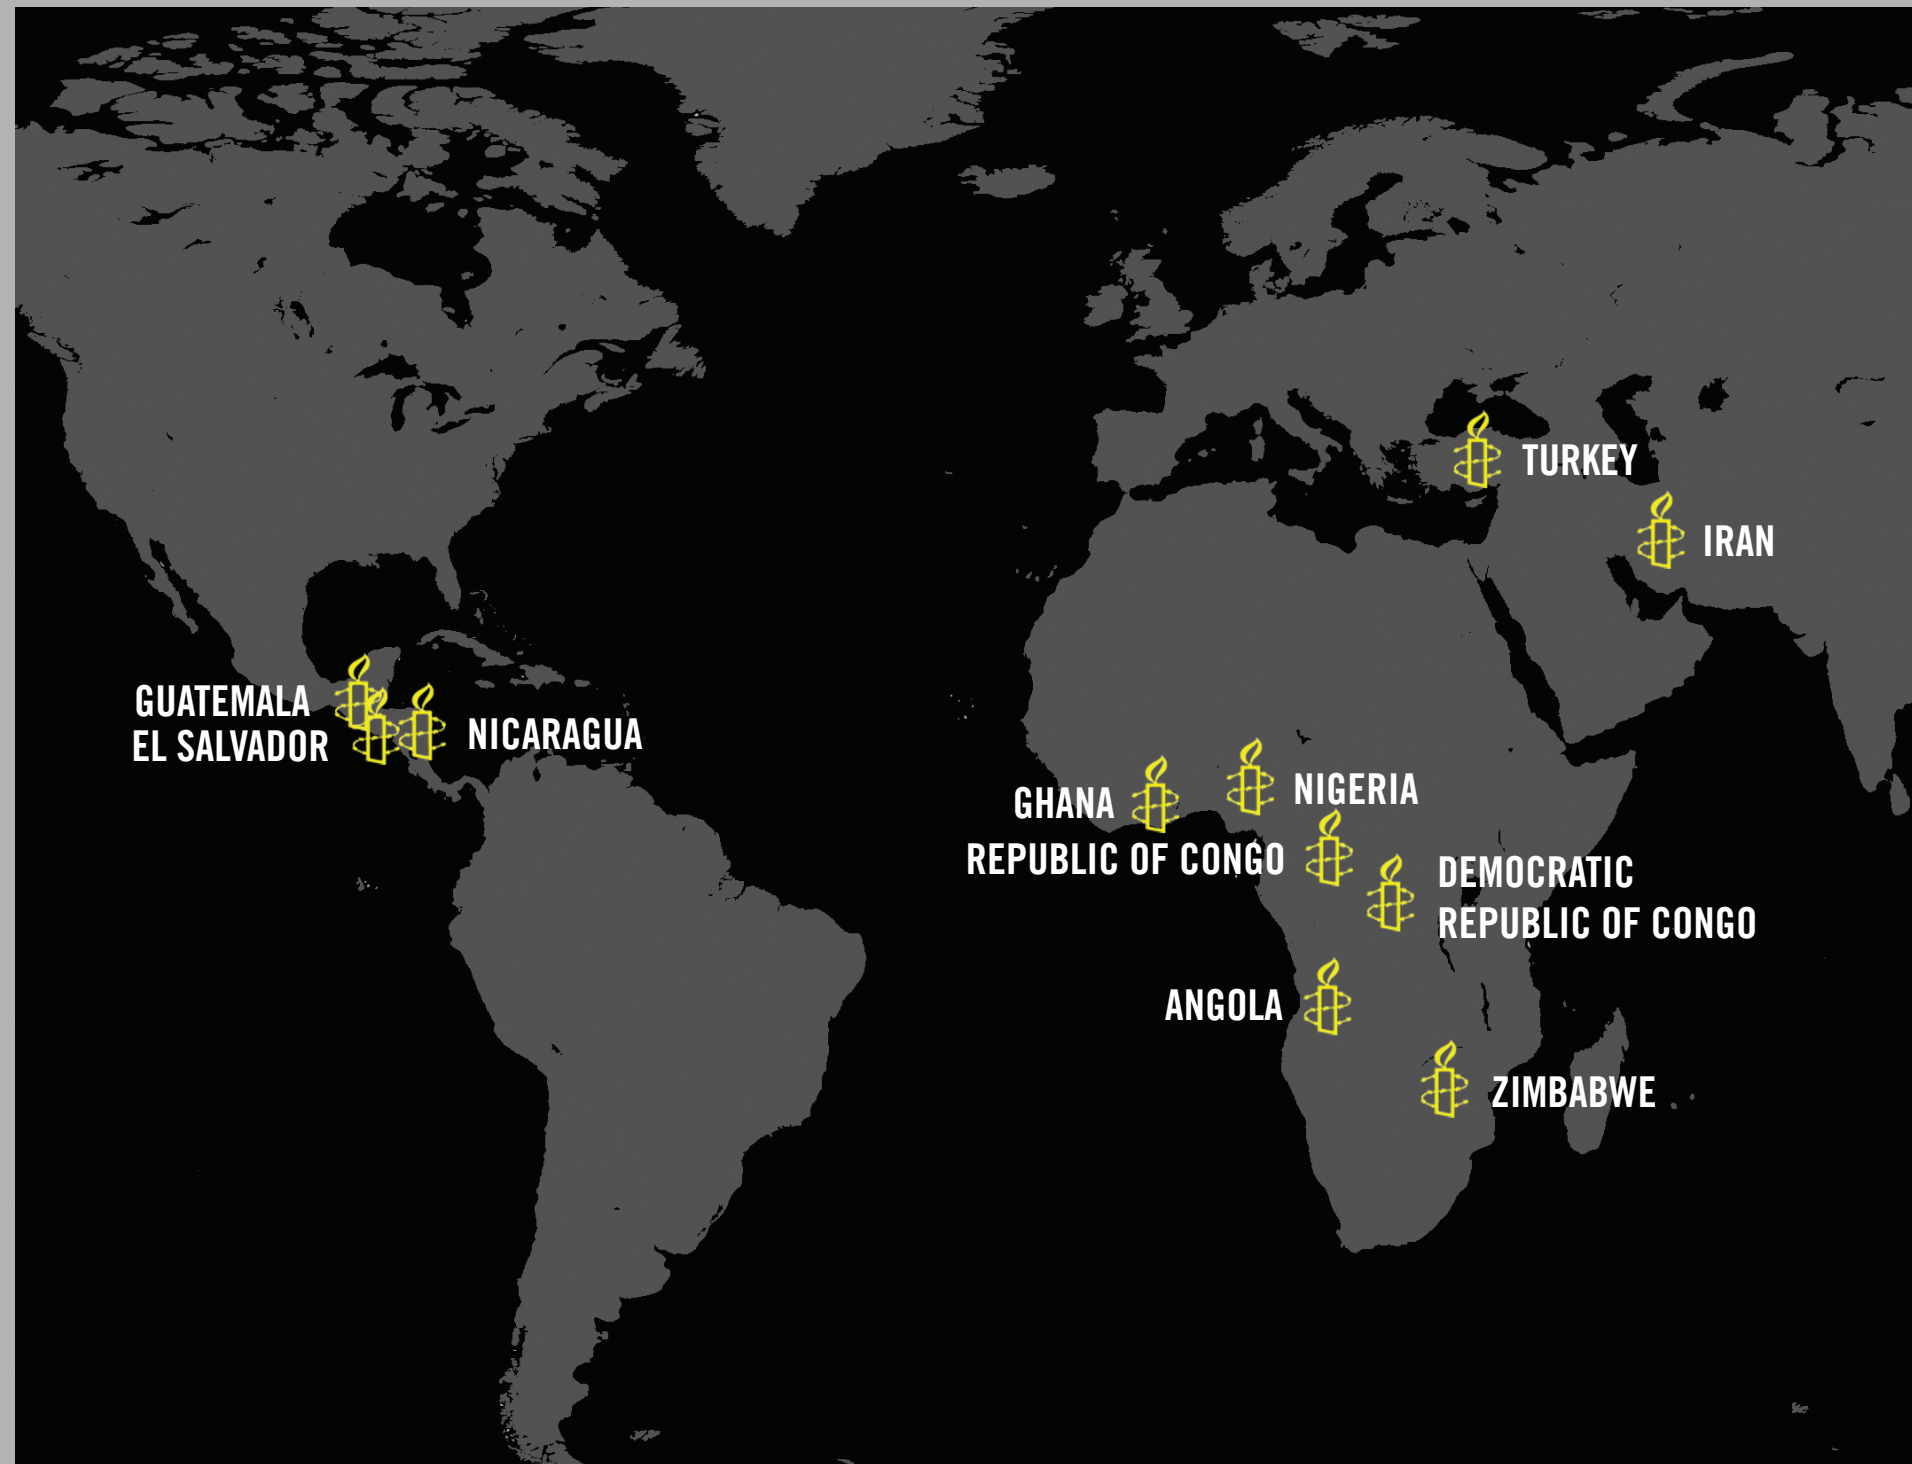 TURKEY
IRAN
GUATEMALA
EL SALVADOR
NICARAGUA
NIGERIA
GHANA
REPUBLIC OF CONGO
DEMOCRATIC
REPUBLIC OF CONGO
ANGOLA
ZIMBABWE